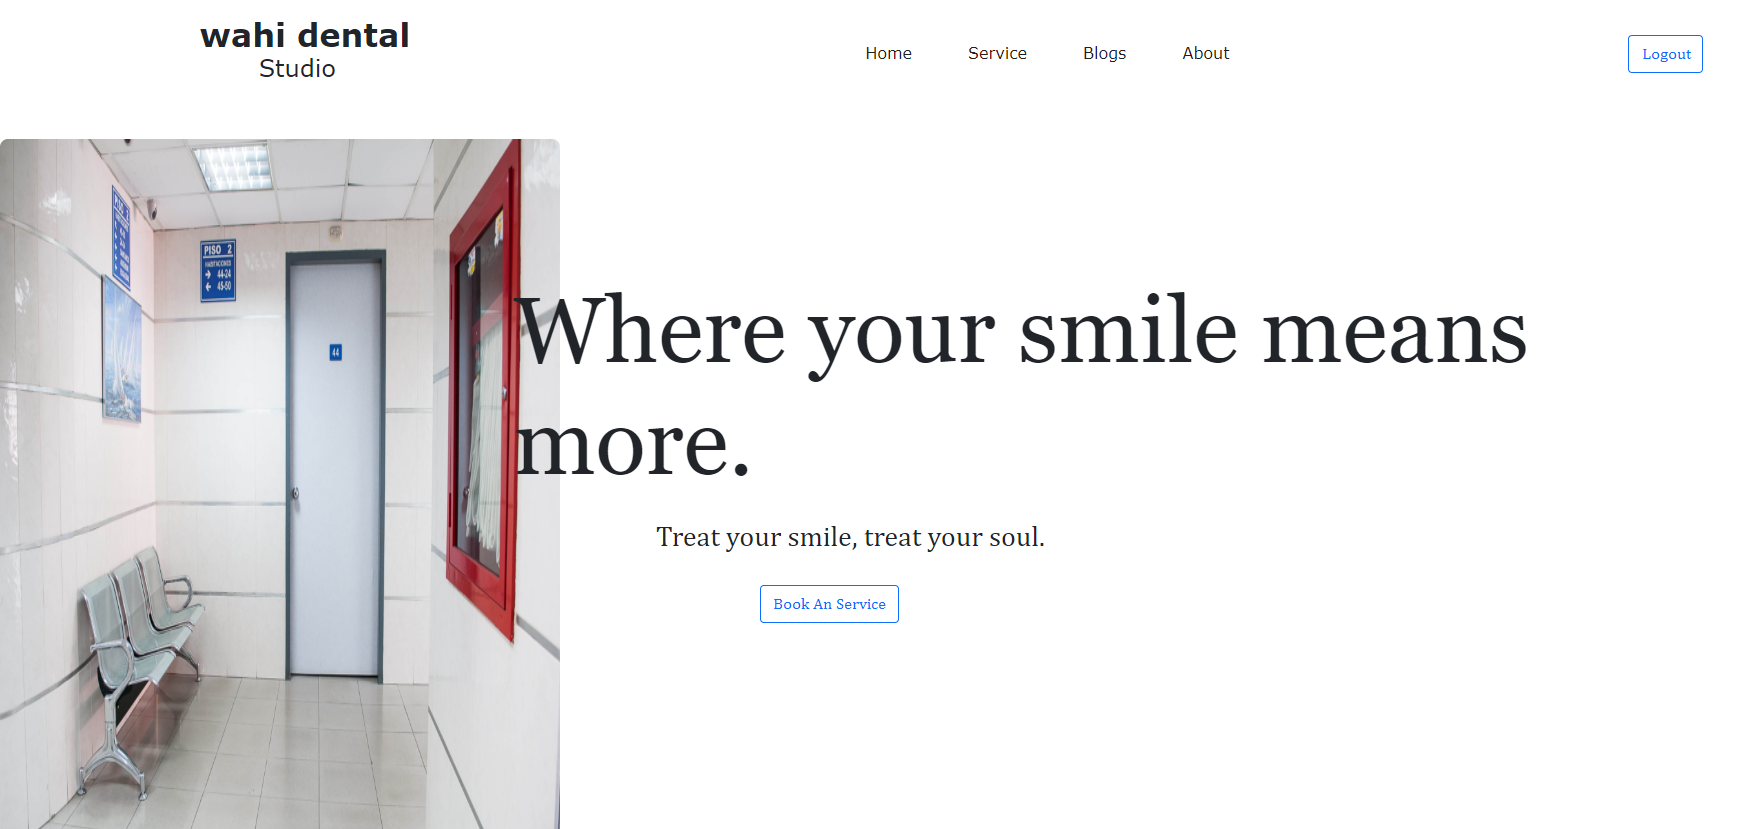 wahi dental
Studio
Home Service Blogs About
Logout
PISO 2
HABITACIONES
44-24
45-50
44
Where your smile means
more.
Treat your smile, treat your soul.
Book An Service